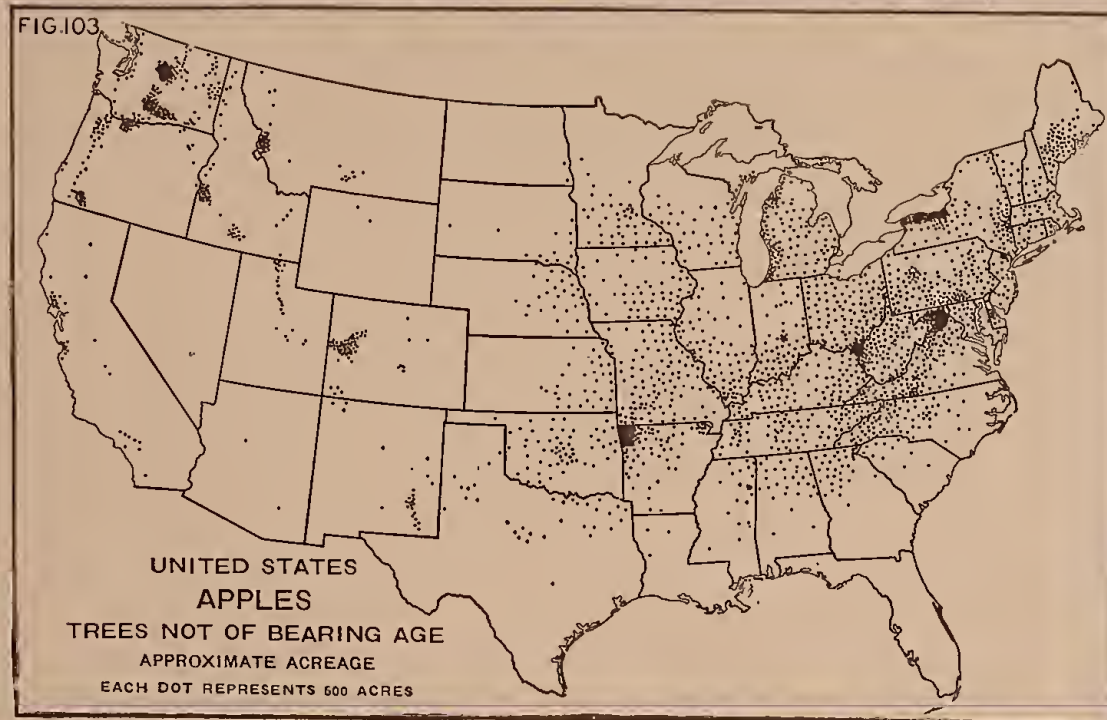 FIG.103
UNITED STATES
APPLES
TREES NOT OF BEARING AGE
APPROXIMATE ACREAGE
EACH DOT REPRESENTS 500 ACRES